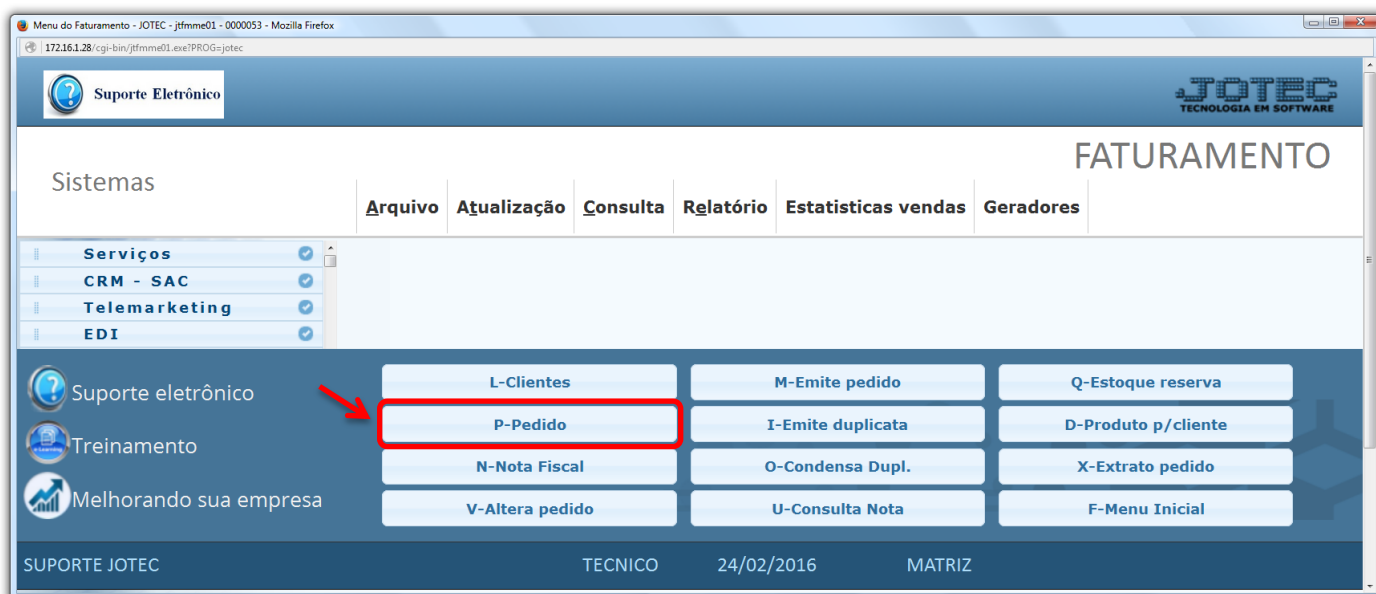 Menu do Faturamento - JOTEC - jtfmme01 - 0000053 - Mozilla Firefox
172.16.1.28/cgi-bin/jtfmme01.exe?PROG=jotec
Suporte Eletrônico
JOTEC
TECNOLOGIA EM SOFTWARE
FATURAMENTO
Sistemas
Arquivo Atualização Consulta Relatório Estatisticas vendas Geradores
Serviços
CRM - SAC
Telemarketing
EDI
Suporte eletrônico
Treinamento
Melhorando sua empresa
L-Clientes M-Emite pedido Q-Estoque reserva
P-Pedido I-Emite duplicata D-Produto p/cliente
N-Nota Fiscal O-Condensa Dupl. X-Extrato pedido
V-Altera pedido U-Consulta Nota F-Menu Inicial
SUPORTE JOTEC TECNICO 24/02/2016 MATRIZ